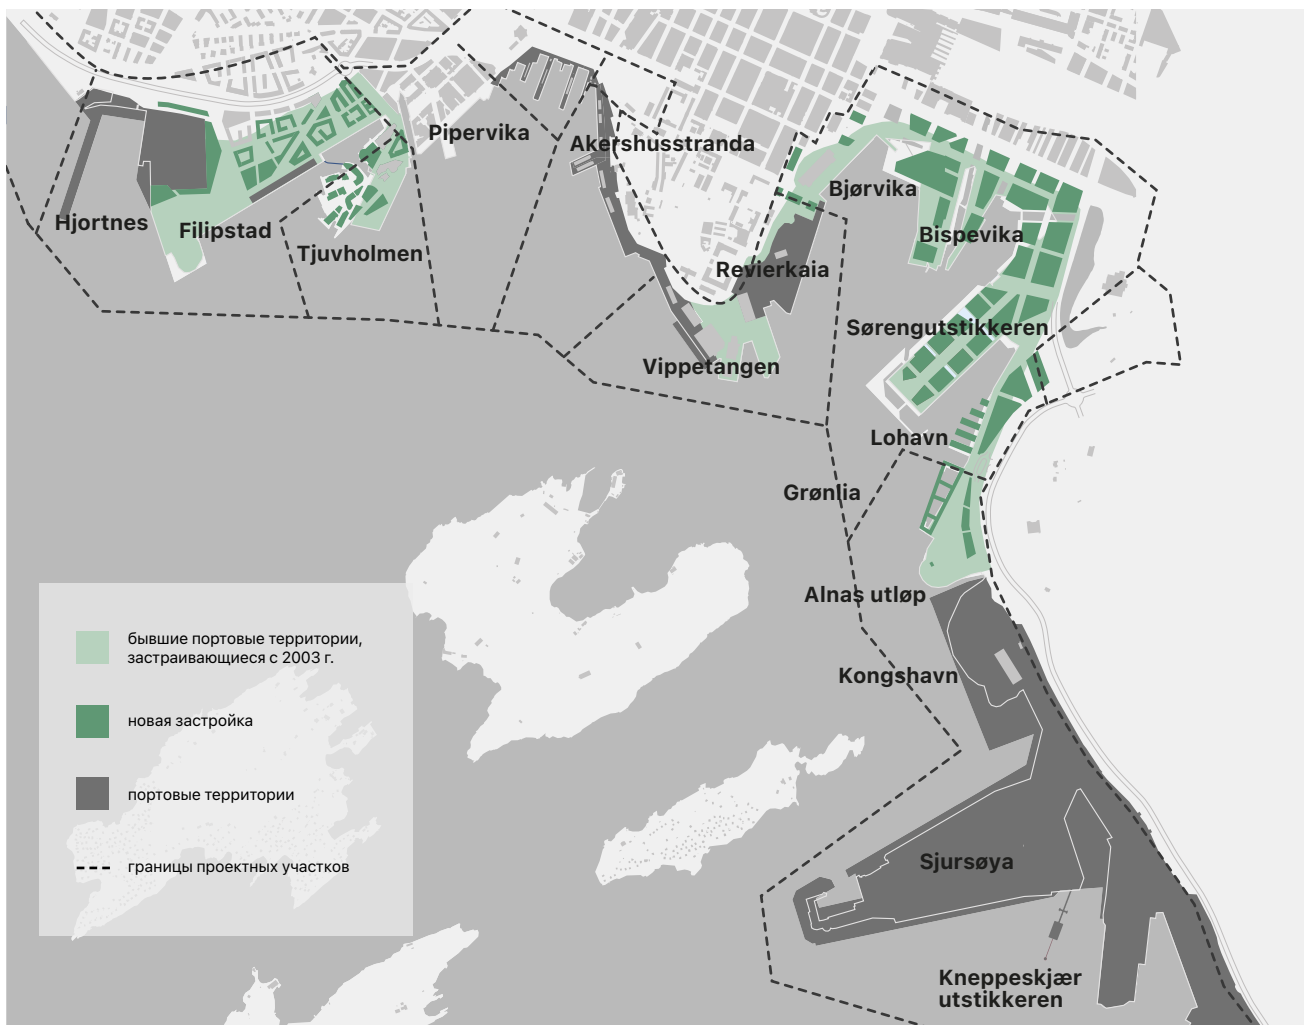 Pipervika
Akershusstranda
Bjørvika
Hjortnes
Filipstad
Bispevika
Tjuvholmen
Revierkaia
Sørengutstikkeren
Vippetangen
Lohavn
Grønlia
Alnas utløp
Kongshavn
Sjursøya
Kneppeskjær
utstikkeren
бывшие портовые территории,
застраивающиеся с 2003 г.
новая застройка
портовые территории
границы проектных участков